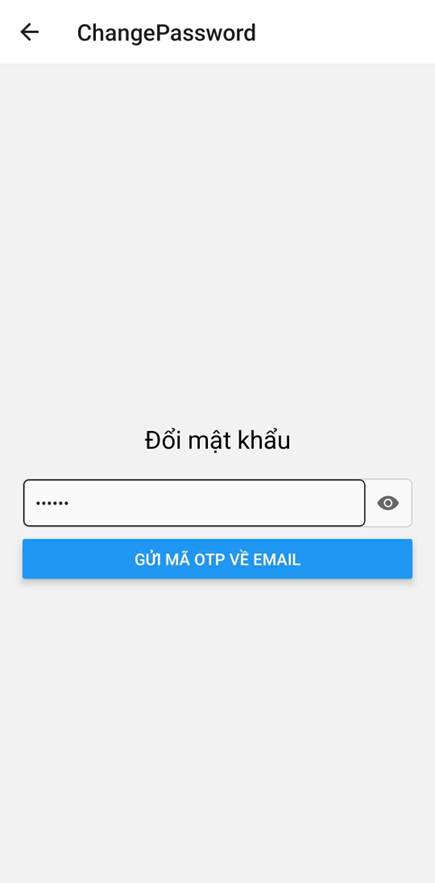 ChangePassword
Đổi mật khẩu
••••••
GỬI MÃ OTP VỀ EMAIL